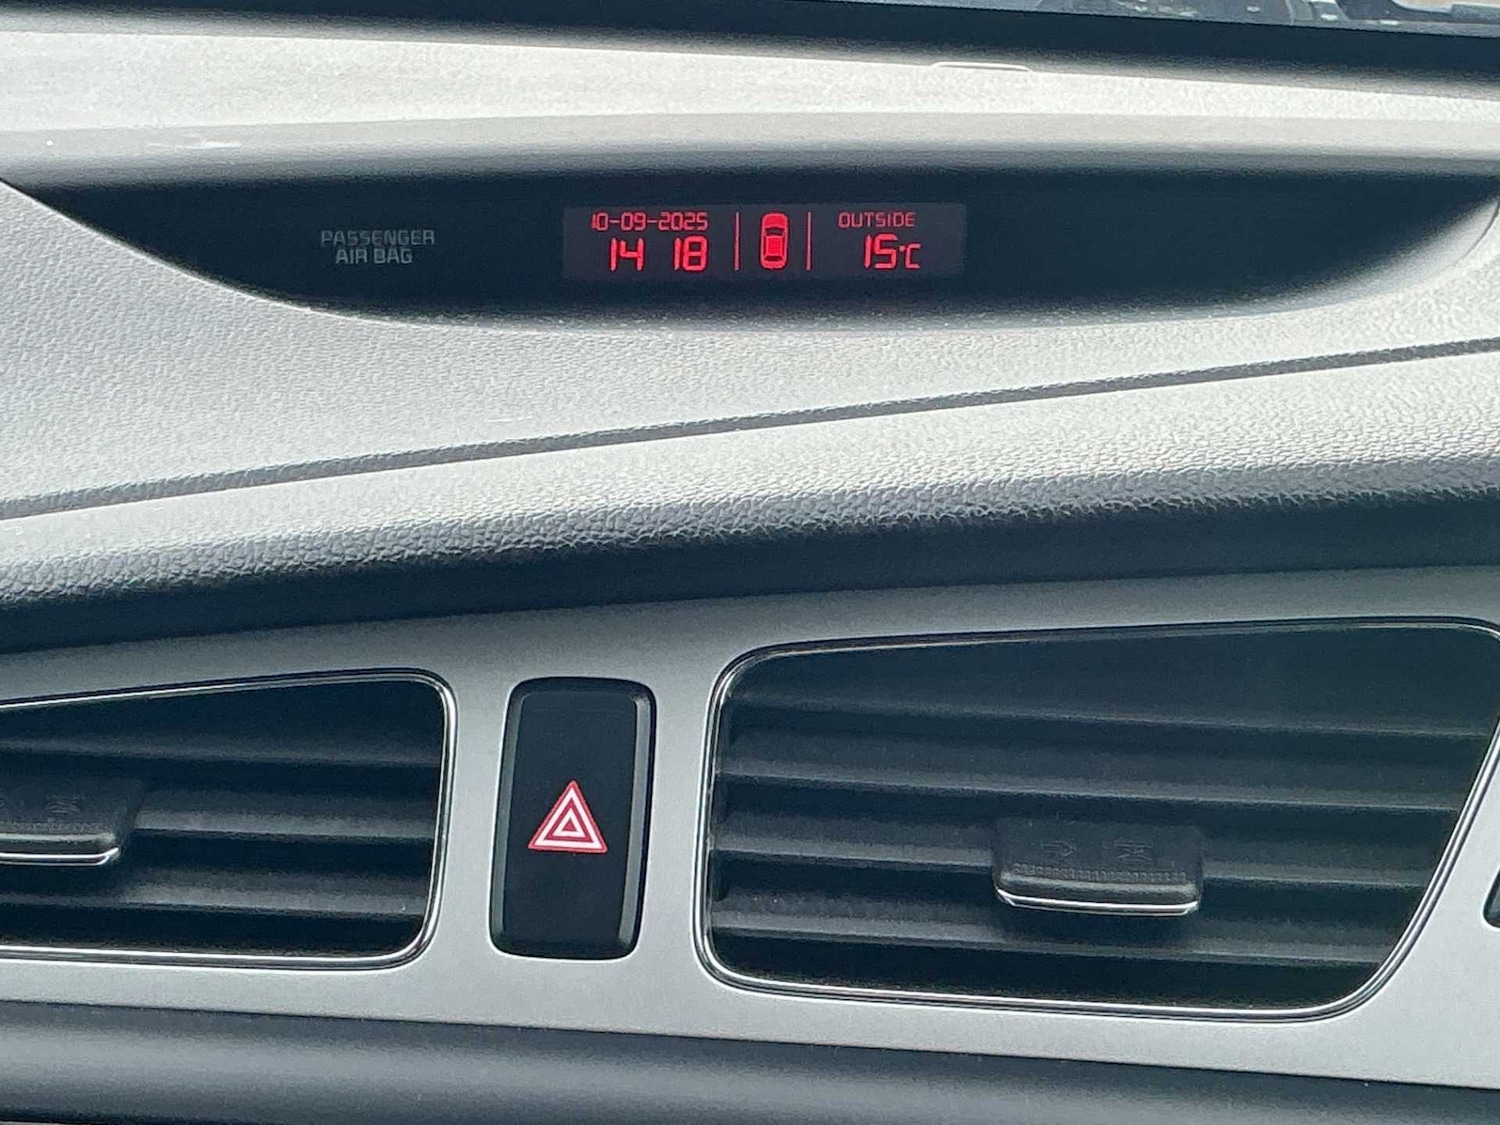 PASSENGER
AIR BAG
10-09-2025
14 18
OUTSIDE
15°C